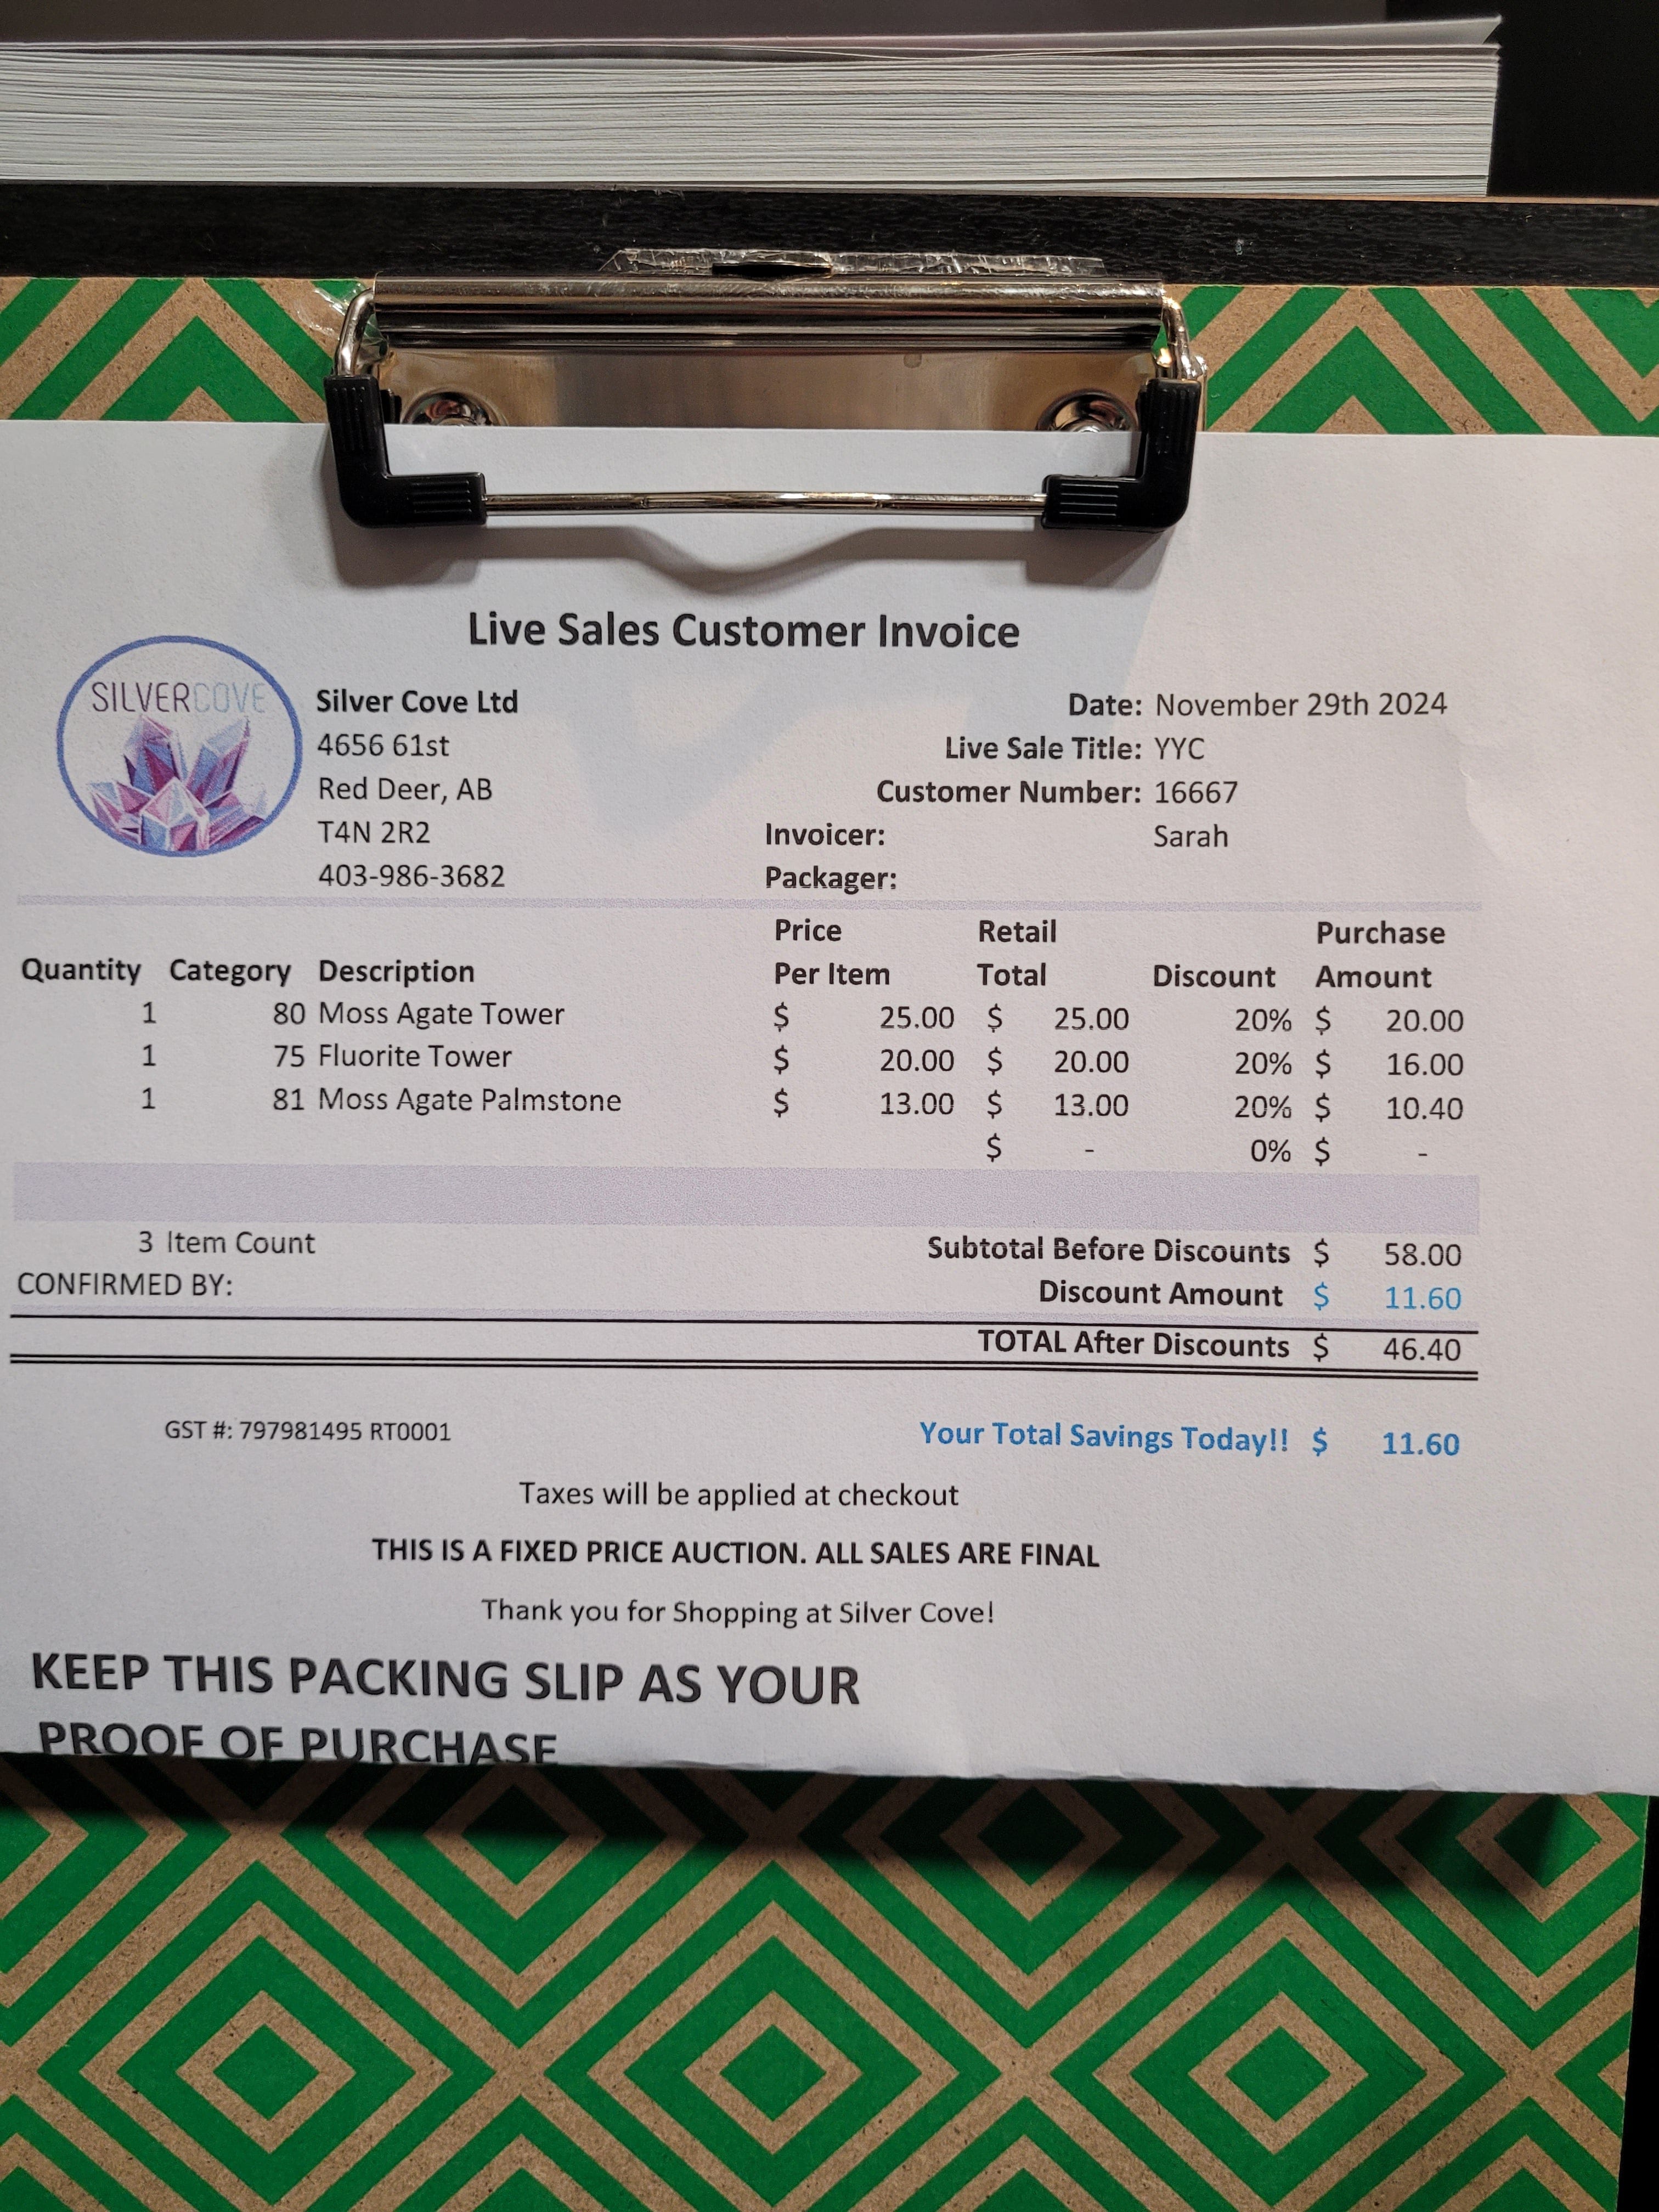 Live Sales Customer Invoice
SILVERCOVE
Silver Cove Ltd
4656 61st
Red Deer, AB
T4N 2R2
403-986-3682
Date: November 29th 2024
Live Sale Title: YYC
Customer Number: 16667
Invoicer: Sarah
Packager:
Price Retail Purchase
Quantity Category Description Per Item Total Discount Amount
1 80 Moss Agate Tower $ 25.00 $ 25.00 20% $ 20.00
1 75 Fluorite Tower $ 20.00 $ 20.00 20% $ 16.00
1 81 Moss Agate Palmstone $ 13.00 $ 13.00 20% $ 10.40
$ - 0% $ -
3 Item Count Subtotal Before Discounts $ 58.00
CONFIRMED BY: Discount Amount $ 11.60
TOTAL After Discounts $ 46.40
GST #: 797981495 RT0001 Your Total Savings Today!! $ 11.60
Taxes will be applied at checkout
THIS IS A FIXED PRICE AUCTION. ALL SALES ARE FINAL
Thank you for Shopping at Silver Cove!
KEEP THIS PACKING SLIP AS YOUR
PROOF OF PURCHASE